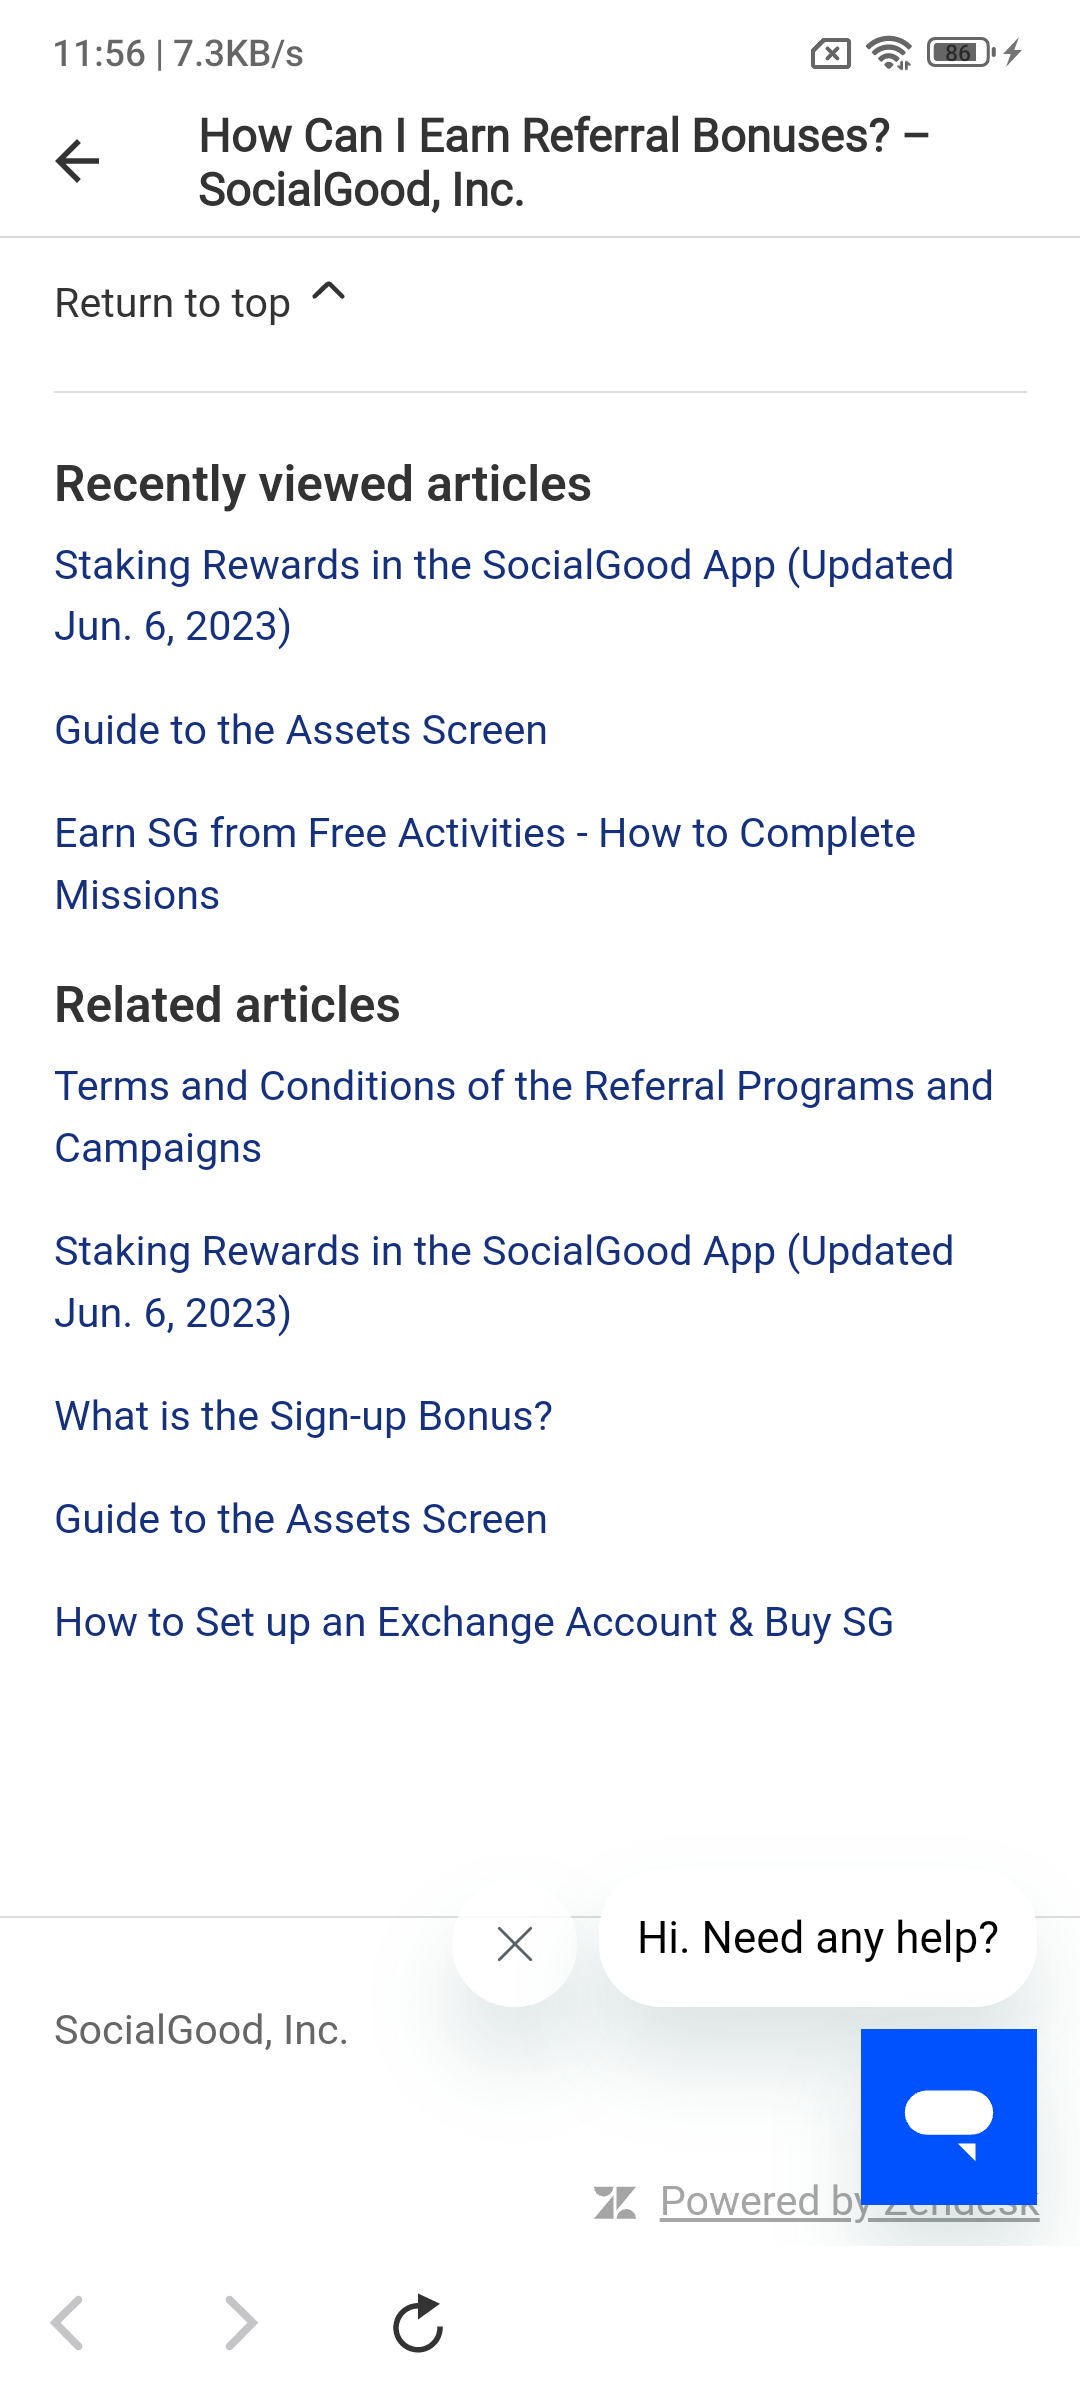 11:56 | 7.3KB/s
86
How Can I Earn Referral Bonuses? –
SocialGood, Inc.
Return to top
Recently viewed articles
Staking Rewards in the SocialGood App (Updated
Jun. 6, 2023)
Guide to the Assets Screen
Earn SG from Free Activities - How to Complete
Missions
Related articles
Terms and Conditions of the Referral Programs and
Campaigns
Staking Rewards in the SocialGood App (Updated
Jun. 6, 2023)
What is the Sign-up Bonus?
Guide to the Assets Screen
How to Set up an Exchange Account & Buy SG
Hi. Need any help?
SocialGood, Inc.
Powered by Zendesk